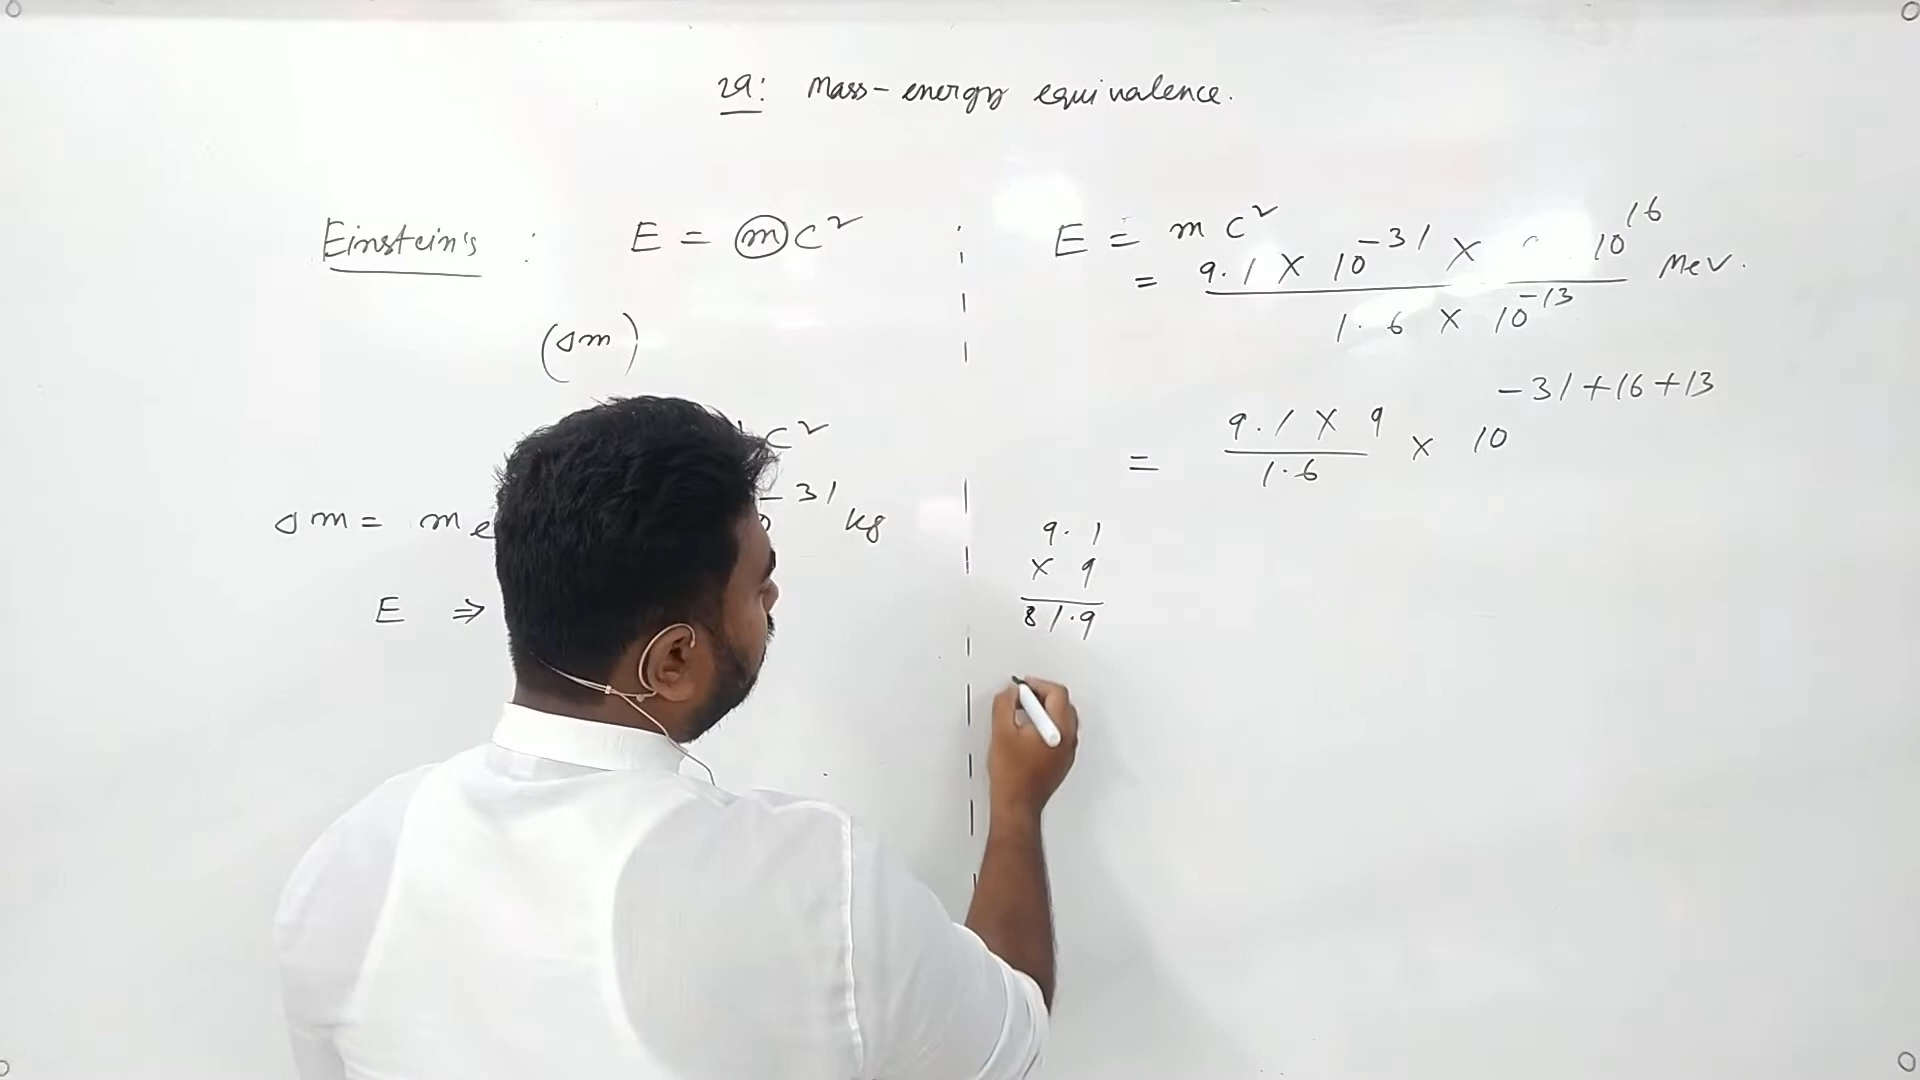 29: Mass-energy equivalence.
Einstein's : E = mc²
(Δm)
c²
Δm = me -31 kg
E ⇒
E = mc²
= 9.1 × 10⁻³¹ × 10¹⁶ / 1.6 × 10⁻¹³ MeV.
= 9.1 × 9 / 1.6 × 10⁻³¹⁺¹⁶⁺¹³
9.1
× 9
81.9